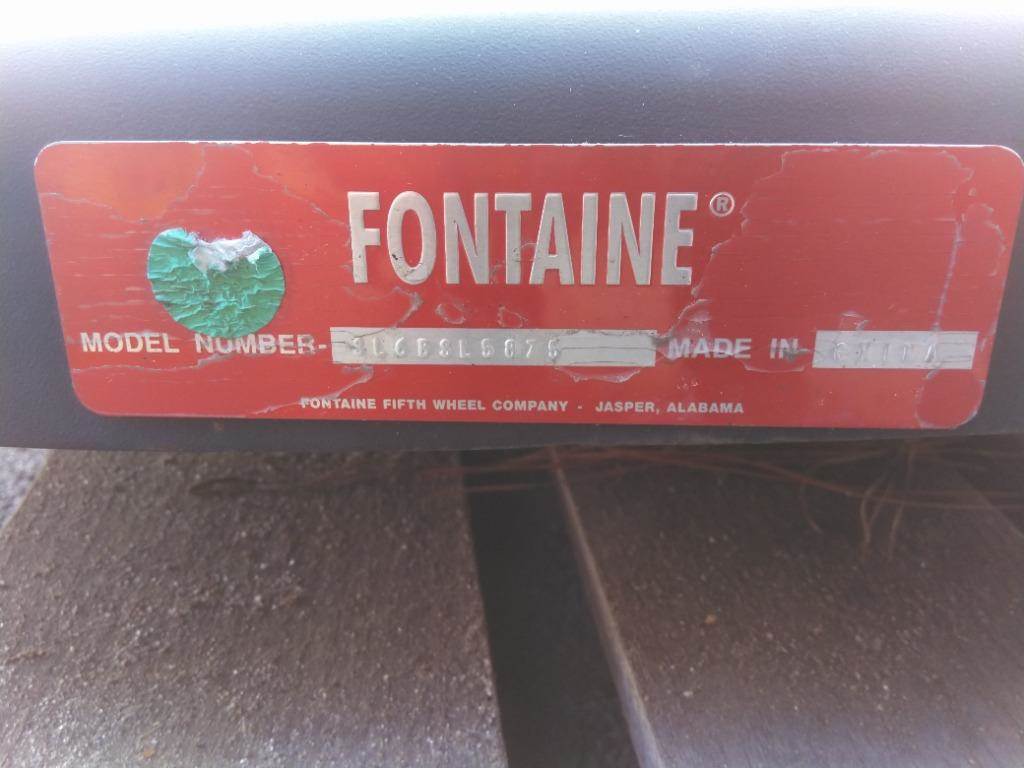 FONTAINE®
MODEL NUMBER- MADE IN
FONTAINE FIFTH WHEEL COMPANY - JASPER, ALABAMA